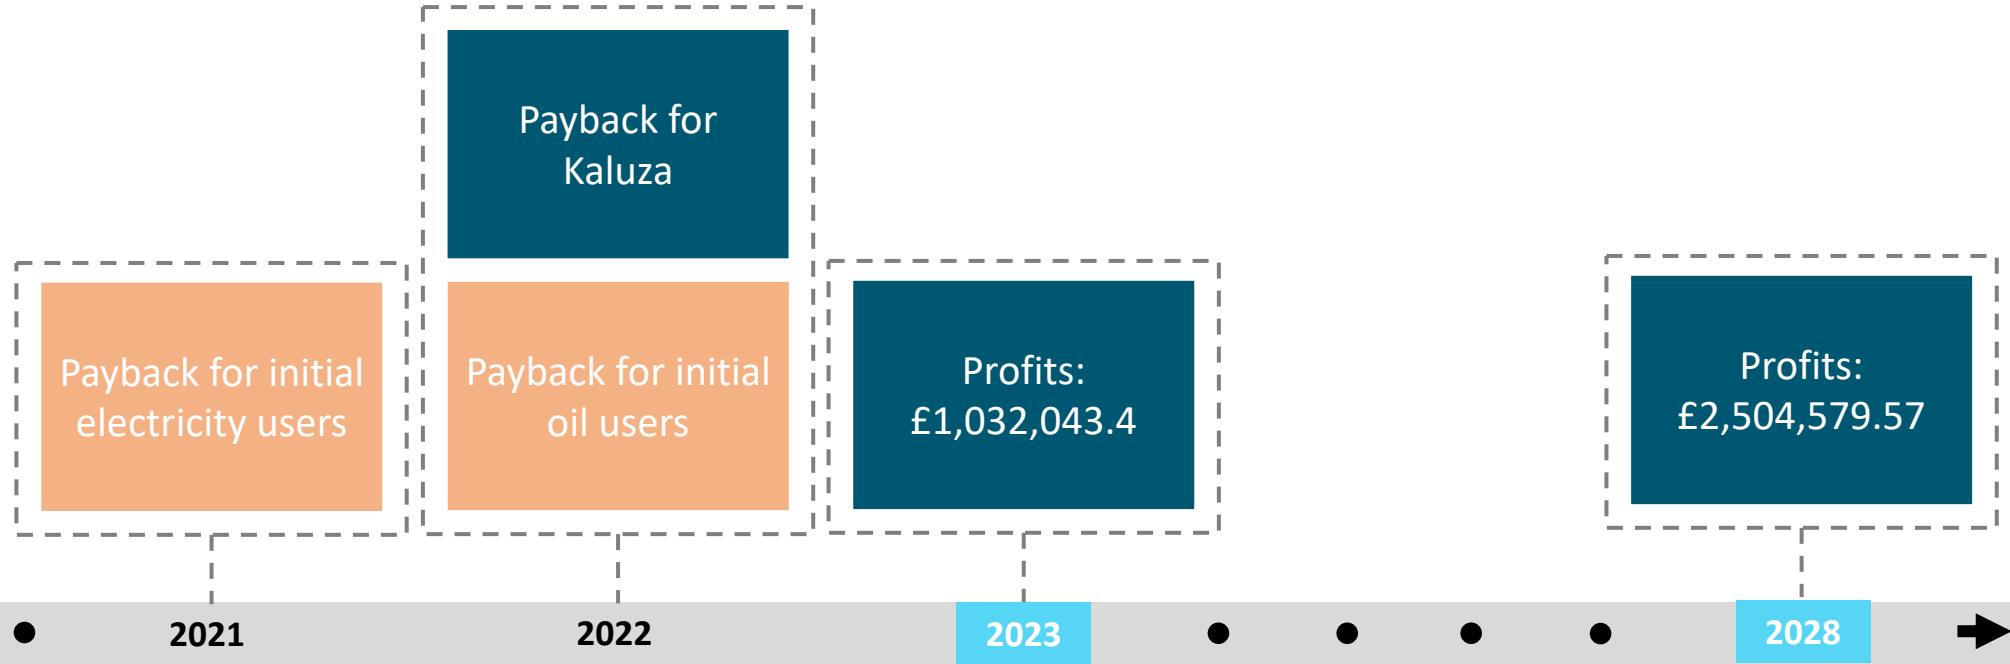 Payback for
Kaluza
Payback for initial
electricity users
Payback for initial
oil users
Profits:
£1,032,043.4
Profits:
£2,504,579.57
2021
2022
2023
2028